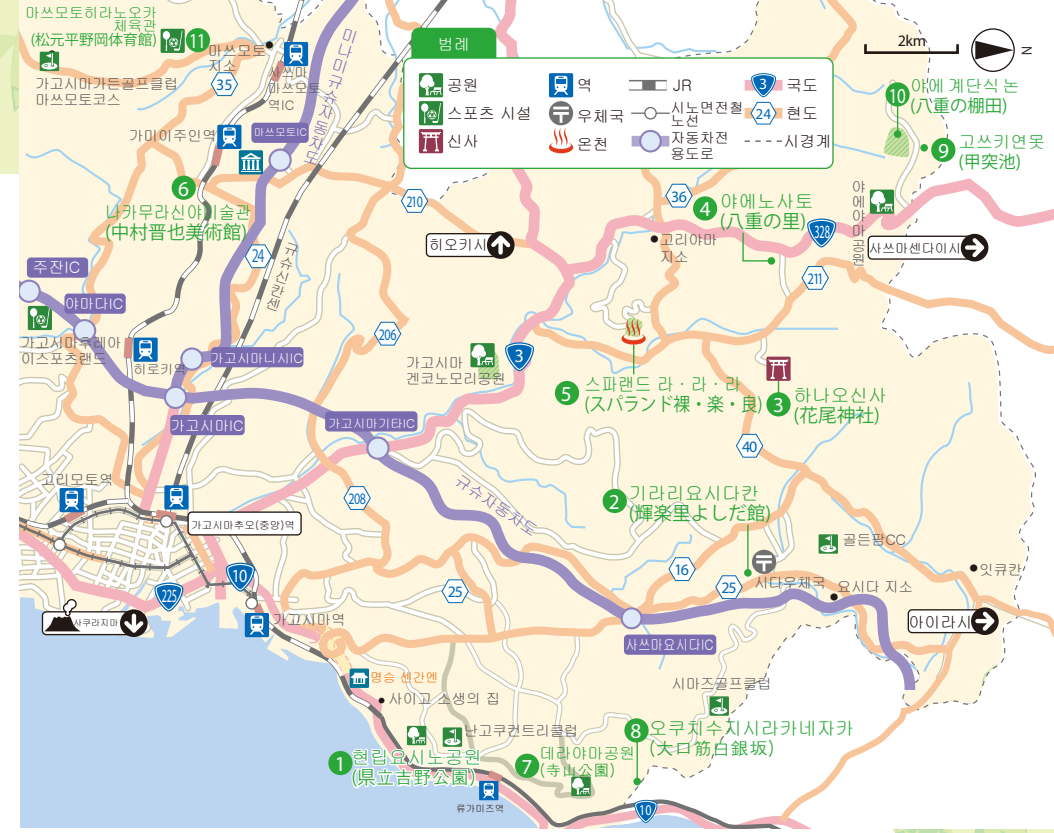 마쓰모토히라노오카
체육관
(松元平野岡体育館)
11
가고시마가든골프클럽
마쓰모토코스
마쓰모토
지소
35
사쓰마
마쓰모토
역IC
미나미큐슈자동차도
범례
공원
역
JR
3
국도
스포츠 시설
우체국
시노면전철
노선
24
현도
신사
온천
자동차전
용도로
시경계
2km
N
10
야에 계단식 논
(八重の棚田)
9
고쓰키연못
(甲突池)
가미이주인역
마쓰모토IC
6
나카무라신야미술관
(中村晋也美術館)
210
36
4
야에노사토
(八重の里)
야에야마공원
328
히오키시
고리야마
지소
사쓰마센다이시
24
규슈신칸센
211
주잔IC
야마다IC
가고시마후레아
이스포츠랜드
히로키역
가고시마니시IC
206
가고시마
겐코노모리공원
3
5
스파랜드 라・라・라
(スパランド裸・楽・良)
3
하나오신사
(花尾神社)
가고시마IC
가고시마기타IC
40
고리모토역
208
규슈자동차도
2
기라리요시다칸
(輝楽里よしだ館)
가고시마추오(중앙)역
골든팜CC
16
25
25
시다우체국
요시다 지소
잇큐칸
10
225
사쿠라지마
가고시마역
사쓰마요시다IC
아이라시
명승 센간엔
사이고 소생의 집
시마즈골프클럽
난고쿠컨트리클럽
1
현립요시노공원
(県立吉野公園)
7
데라야마공원
(寺山公園)
8
오쿠치수지시라카네자카
(大口筋白銀坂)
류가미즈역
10